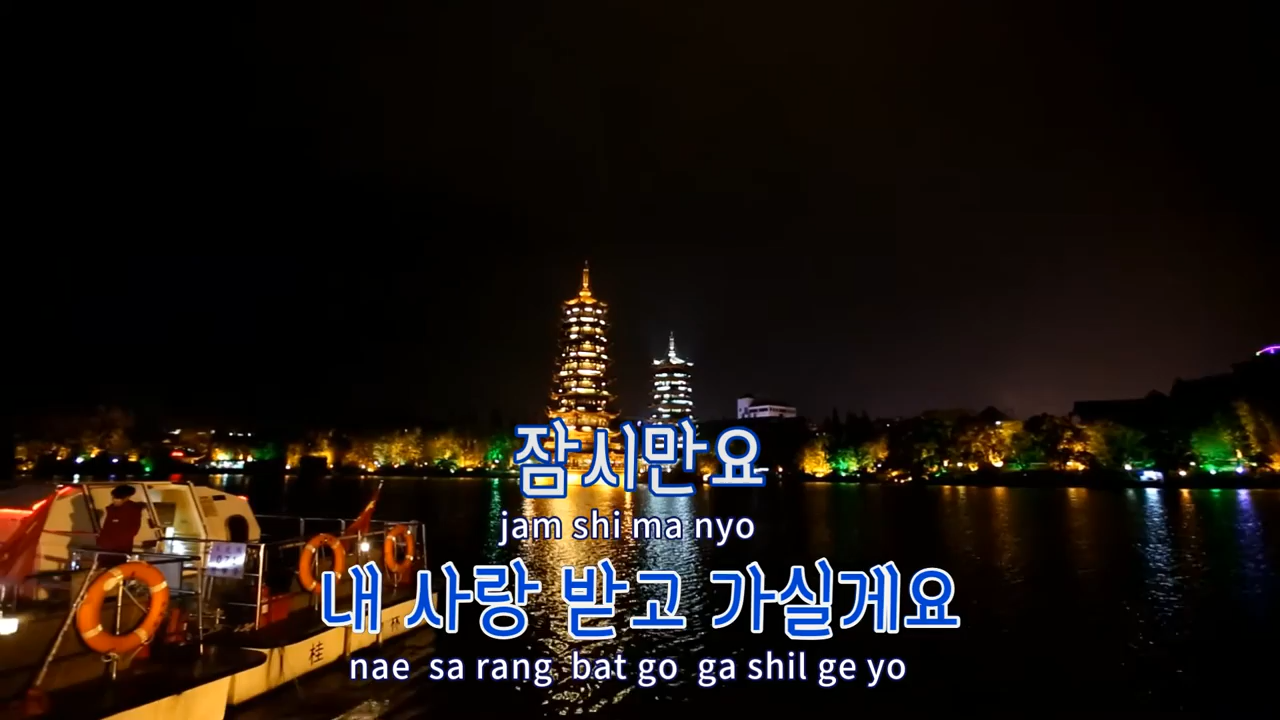 잠시만요
jam shi ma nyo
내 사랑 받고 가실게요
nae sa rang bat go ga shil ge yo
桂